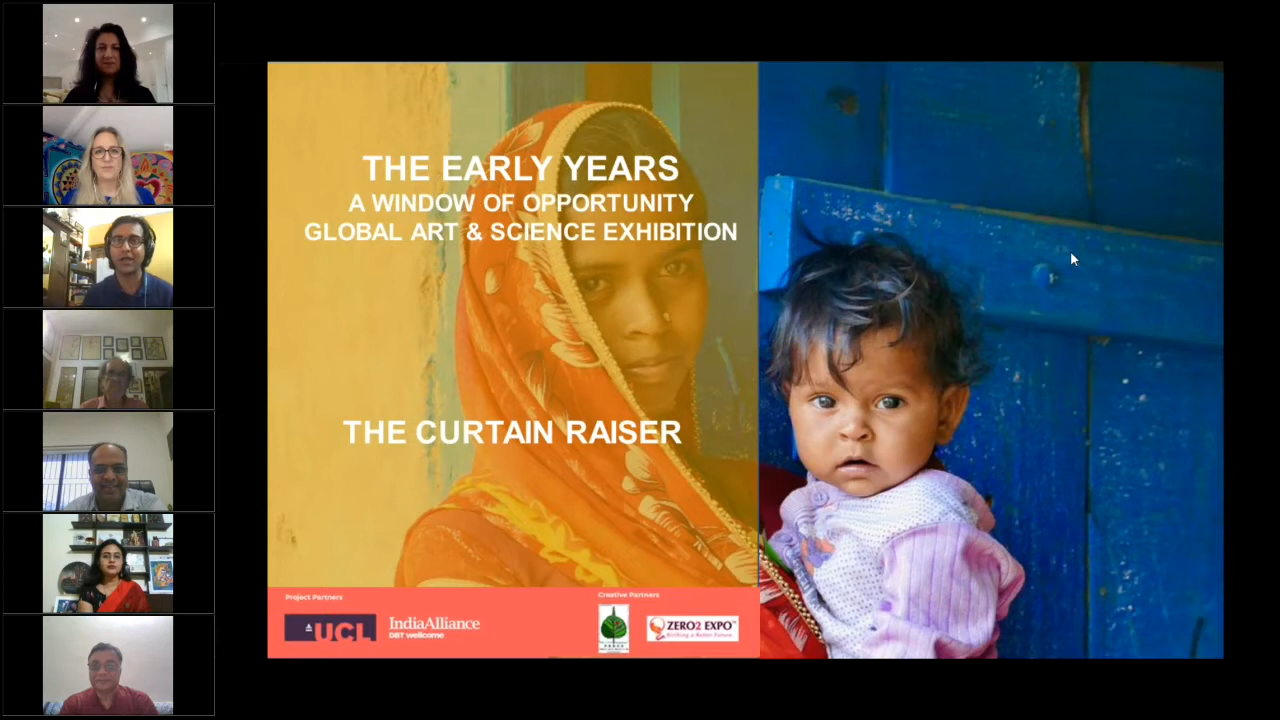 THE EARLY YEARS
A WINDOW OF OPPORTUNITY
GLOBAL ART & SCIENCE EXHIBITION
THE CURTAIN RAISER
Project Partners
UCL
IndiaAlliance
DBT wellcome
Creative Partners
ZERO2 EXPO
Birthing a Better Future